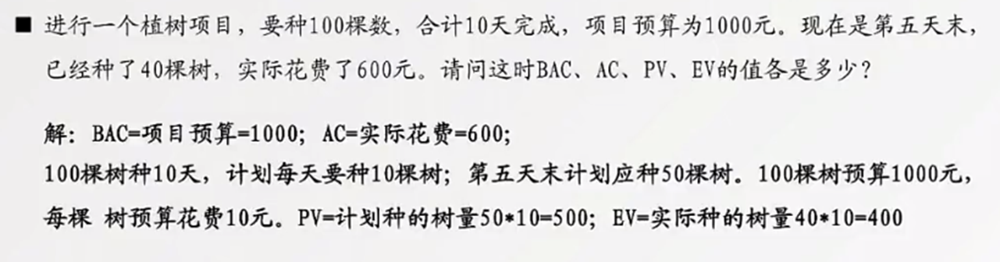 ■ 进行一个植树项目，要种100棵数，合计10天完成，项目预算为1000元。现在是第五天末，
已经种了40棵树，实际花费了600元。请问这时BAC、AC、PV、EV的值各是多少？
解：BAC=项目预算=1000；AC=实际花费=600；
100棵树种10天，计划每天要种10棵树；第五天末计划应种50棵树。100棵树预算1000元，
每棵 树预算花费10元。PV=计划种的树量50*10=500；EV=实际种的树量40*10=400